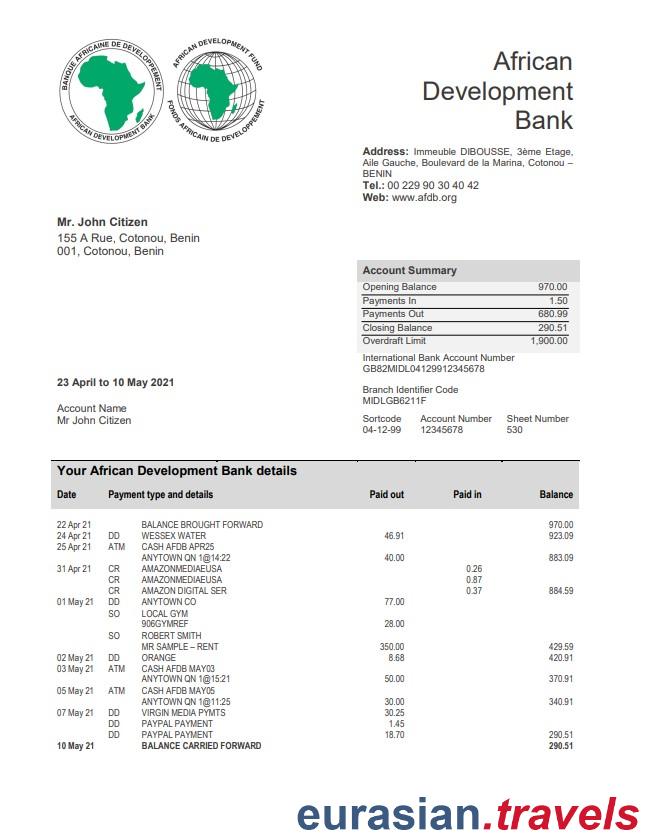 BANQUE AFRICAINE DE DEVELOPPEMENT
AFRICAN DEVELOPMENT BANK
AFRICAN DEVELOPMENT FUND
FONDS AFRICAIN DE DEVELOPPEMENT
African
Development
Bank
Address: Immeuble DIBOUSSE, 3ème Etage,
Aile Gauche, Boulevard de la Marina, Cotonou –
BENIN
Tel.: 00 229 90 30 40 42
Web: www.afdb.org
Mr. John Citizen
155 A Rue, Cotonou, Benin
001, Cotonou, Benin
Account Summary
Opening Balance 970.00
Payments In 1.50
Payments Out 680.99
Closing Balance 290.51
Overdraft Limit 1,900.00
International Bank Account Number
GB82MIDL04129912345678
23 April to 10 May 2021
Branch Identifier Code
MIDLGB6211F
Account Name
Mr John Citizen
Sortcode Account Number Sheet Number
04-12-99 12345678 530
Your African Development Bank details
Date Payment type and details Paid out Paid in Balance
22 Apr 21 BALANCE BROUGHT FORWARD 970.00
24 Apr 21 DD WESSEX WATER 46.91 923.09
25 Apr 21 ATM CASH AFDB APR25
ANYTOWN QN 1@14:22 40.00 883.09
31 Apr 21 CR AMAZONMEDIAEUSA 0.26
CR AMAZONMEDIAEUSA 0.87
CR AMAZON DIGITAL SER 0.37 884.59
01 May 21 DD ANYTOWN CO 77.00
SO LOCAL GYM
906GYMREF 28.00
SO ROBERT SMITH
MR SAMPLE – RENT 350.00 429.59
02 May 21 DD ORANGE 8.68 420.91
03 May 21 ATM CASH AFDB MAY03
ANYTOWN QN 1@15:21 50.00 370.91
05 May 21 ATM CASH AFDB MAY05
ANYTOWN QN 1@11:25 30.00 340.91
07 May 21 DD VIRGIN MEDIA PYMTS 30.25
DD PAYPAL PAYMENT 1.45
DD PAYPAL PAYMENT 18.70 290.51
10 May 21 BALANCE CARRIED FORWARD 290.51
eurasian.travels